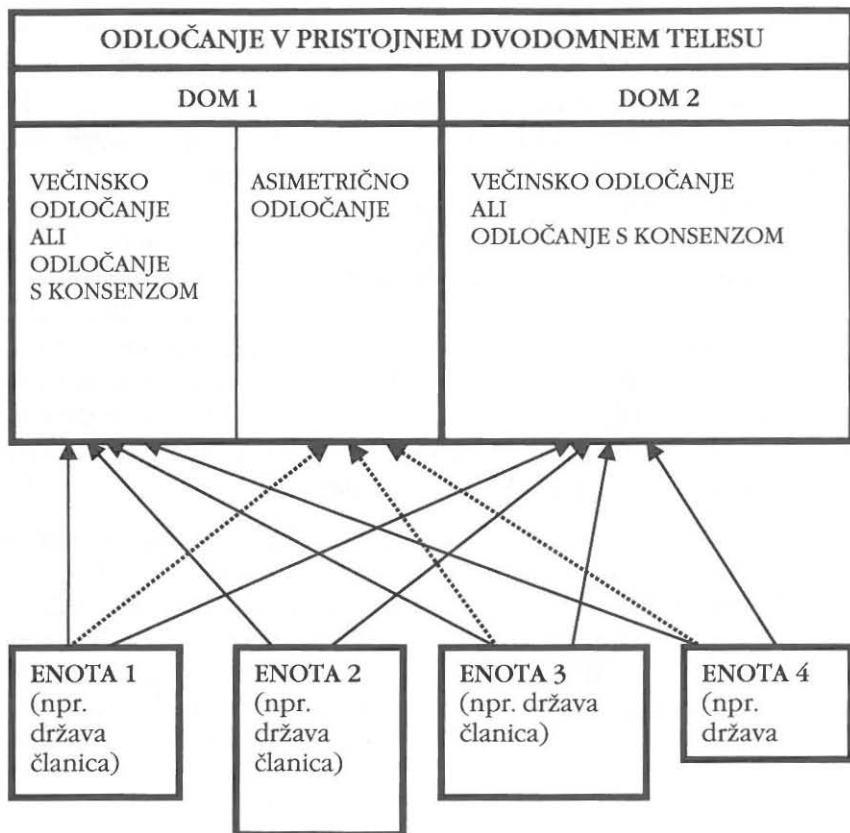 ODLOČANJE V PRISTOJNEM DVODOMNEM TELESU
DOM 1
DOM 2
VEČINSKO
ODLOČANJE
ALI
ODLOČANJE
S KONSENZOM
ASIMETRIČNO
ODLOČANJE
VEČINSKO ODLOČANJE
ALI
ODLOČANJE S KONSENZOM
ENOTA 1
(npr.
država
članica)
ENOTA 2
(npr.
država
članica)
ENOTA 3
(npr. država
članica)
ENOTA 4
(npr.
država